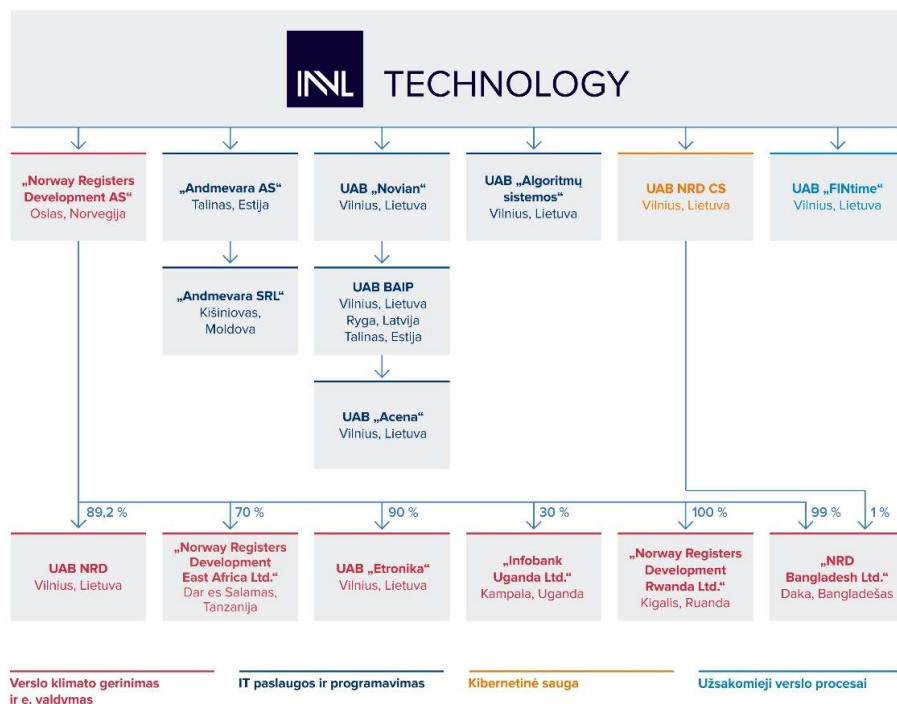 INVL TECHNOLOGY
„Norway Registers
Development AS“
Oslas, Norvegija
„Andmevara AS“
Talinas, Estija
UAB „Novian“
Vilnius, Lietuva
UAB „Algoritmų
sistemos“
Vilnius, Lietuva
UAB NRD CS
Vilnius, Lietuva
UAB „FINtime“
Vilnius, Lietuva
„Andmevara SRL“
Kišiniovas,
Moldova
UAB BAIP
Vilnius, Lietuva
Ryga, Latvija
Talinas, Estija
UAB „Acena“
Vilnius, Lietuva
89,2 %
70 %
90 %
30 %
100 %
99 %
1 %
UAB NRD
Vilnius, Lietuva
„Norway Registers
Development
East Africa Ltd.“
Dar es Salamas,
Tanzanija
UAB „Etronika“
Vilnius, Lietuva
„Infobank
Uganda Ltd.“
Kampala, Uganda
„Norway Registers
Development
Rwanda Ltd.“
Kigalis, Ruanda
„NRD
Bangladesh Ltd.“
Daka, Bangladešas
Verslo klimato gerinimas
ir e. valdymas
IT paslaugos ir programavimas
Kibernetinė sauga
Užsakomieji verslo procesai